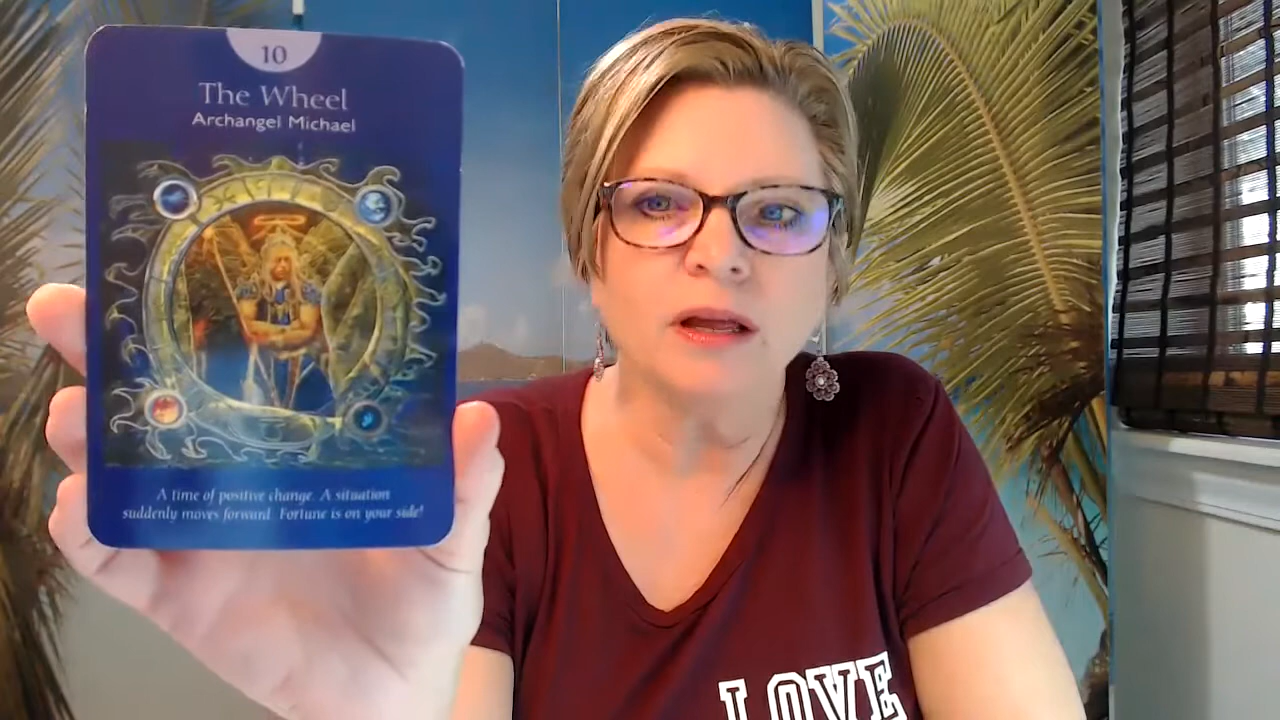 10
The Wheel
Archangel Michael
A time of positive change. A situation
suddenly moves forward. Fortune is on your side!
LOVE